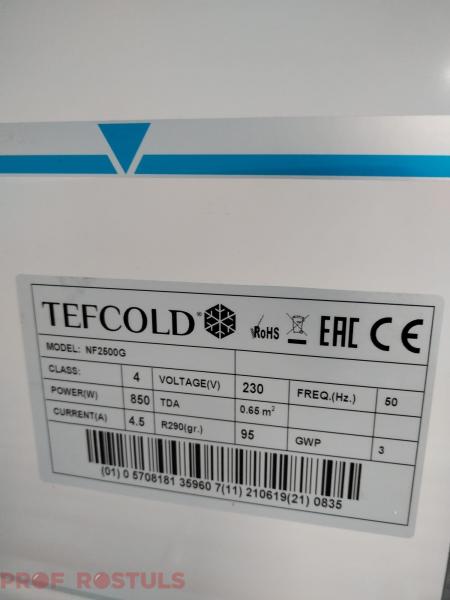 TEFCOLD®
RoHS EAC CE
MODEL: NF2500G
CLASS: 4 VOLTAGE(V) 230 FREQ.(Hz.) 50
POWER(W) 850 TDA 0.65 m²
CURRENT(A) 4.5 R290(gr.) 95 GWP 3
(01) 0 5708181 35960 7(11) 210619(21) 0835
PROF ROSTULS